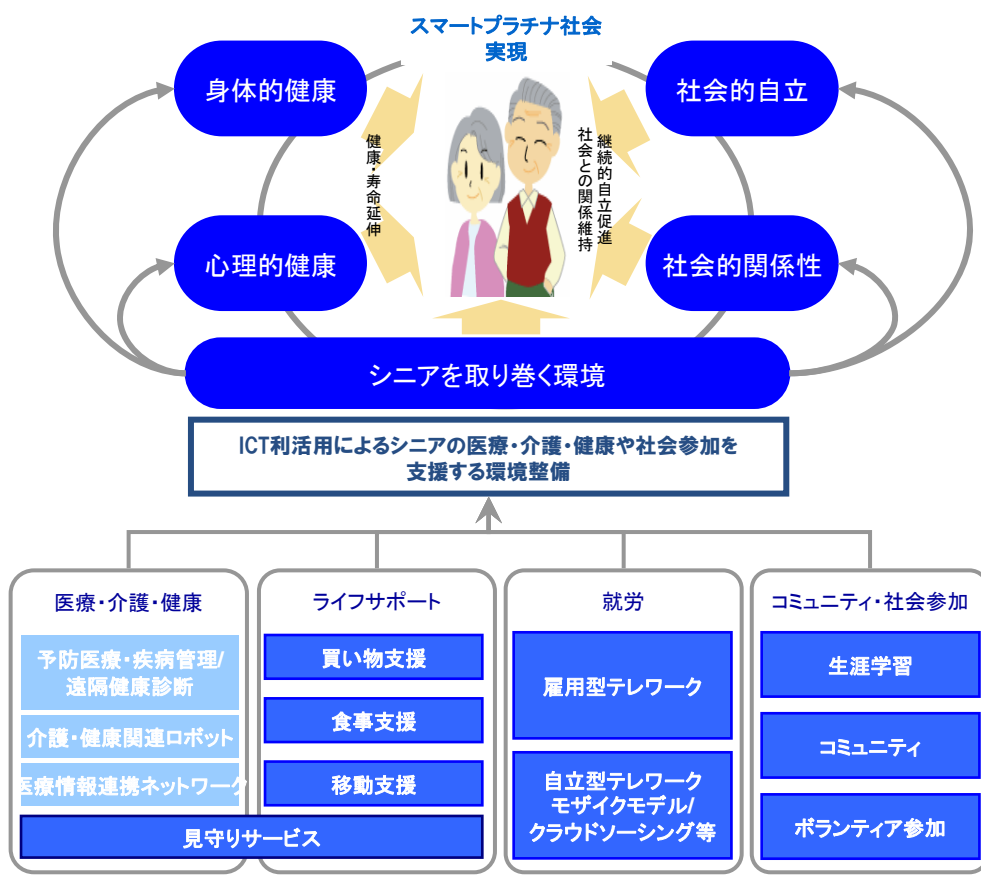 スマートプラチナ社会
実現
身体的健康
社会的自立
健康・寿命延伸
継続的自立促進
社会との関係維持
心理的健康
社会的関係性
シニアを取り巻く環境
ICT利活用によるシニアの医療・介護・健康や社会参加を
支援する環境整備
医療・介護・健康
ライフサポート
就労
コミュニティ・社会参加
予防医療・疾病管理/
遠隔健康診断
介護・健康関連ロボット
医療情報連携ネットワーク
買い物支援
食事支援
移動支援
見守りサービス
雇用型テレワーク
自立型テレワーク
モザイクモデル/
クラウドソーシング等
生涯学習
コミュニティ
ボランティア参加